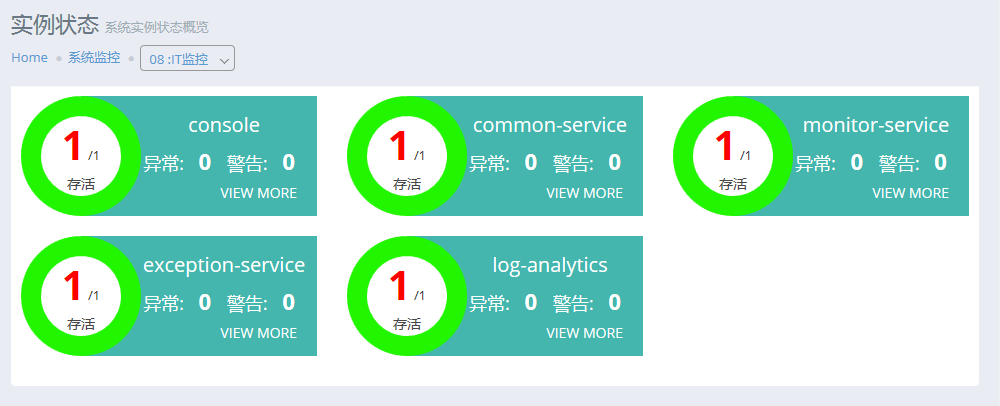 实例状态 系统实例状态概览
Home 系统监控 08 :IT监控
console
1 /1
存活
异常: 0 警告: 0
VIEW MORE
common-service
1 /1
存活
异常: 0 警告: 0
VIEW MORE
monitor-service
1 /1
存活
异常: 0 警告: 0
VIEW MORE
exception-service
1 /1
存活
异常: 0 警告: 0
VIEW MORE
log-analytics
1 /1
存活
异常: 0 警告: 0
VIEW MORE